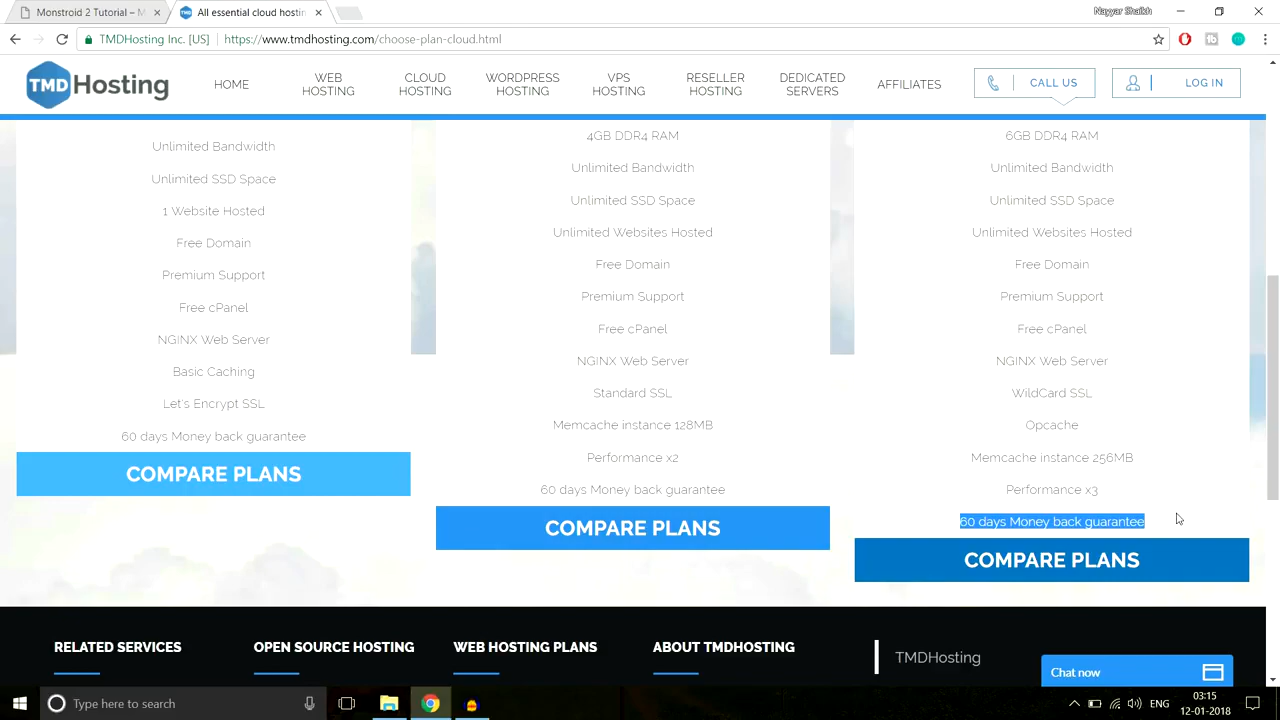 Monstroid 2 Tutorial – M
All essential cloud hostin
Nayyar Shaikh
TMDHosting Inc. [US]
https://www.tmdhosting.com/choose-plan-cloud.html
TMDHosting
HOME
WEB
HOSTING
CLOUD
HOSTING
WORDPRESS
HOSTING
VPS
HOSTING
RESELLER
HOSTING
DEDICATED
SERVERS
AFFILIATES
CALL US
LOG IN
Unlimited Bandwidth
Unlimited SSD Space
1 Website Hosted
Free Domain
Premium Support
Free cPanel
NGINX Web Server
Basic Caching
Let's Encrypt SSL
60 days Money back guarantee
COMPARE PLANS
4GB DDR4 RAM
Unlimited Bandwidth
Unlimited SSD Space
Unlimited Websites Hosted
Free Domain
Premium Support
Free cPanel
NGINX Web Server
Standard SSL
Memcache instance 128MB
Performance x2
60 days Money back guarantee
COMPARE PLANS
6GB DDR4 RAM
Unlimited Bandwidth
Unlimited SSD Space
Unlimited Websites Hosted
Free Domain
Premium Support
Free cPanel
NGINX Web Server
WildCard SSL
Opcache
Memcache instance 256MB
Performance x3
60 days Money back guarantee
COMPARE PLANS
RELATED SERVICES
OPEN SOURCE HOSTING
WEB HOSTING PLANS
ABOUT TMDHOSTING
TMDHosting
Chat now
Type here to search
ENG
03:15
12-01-2018